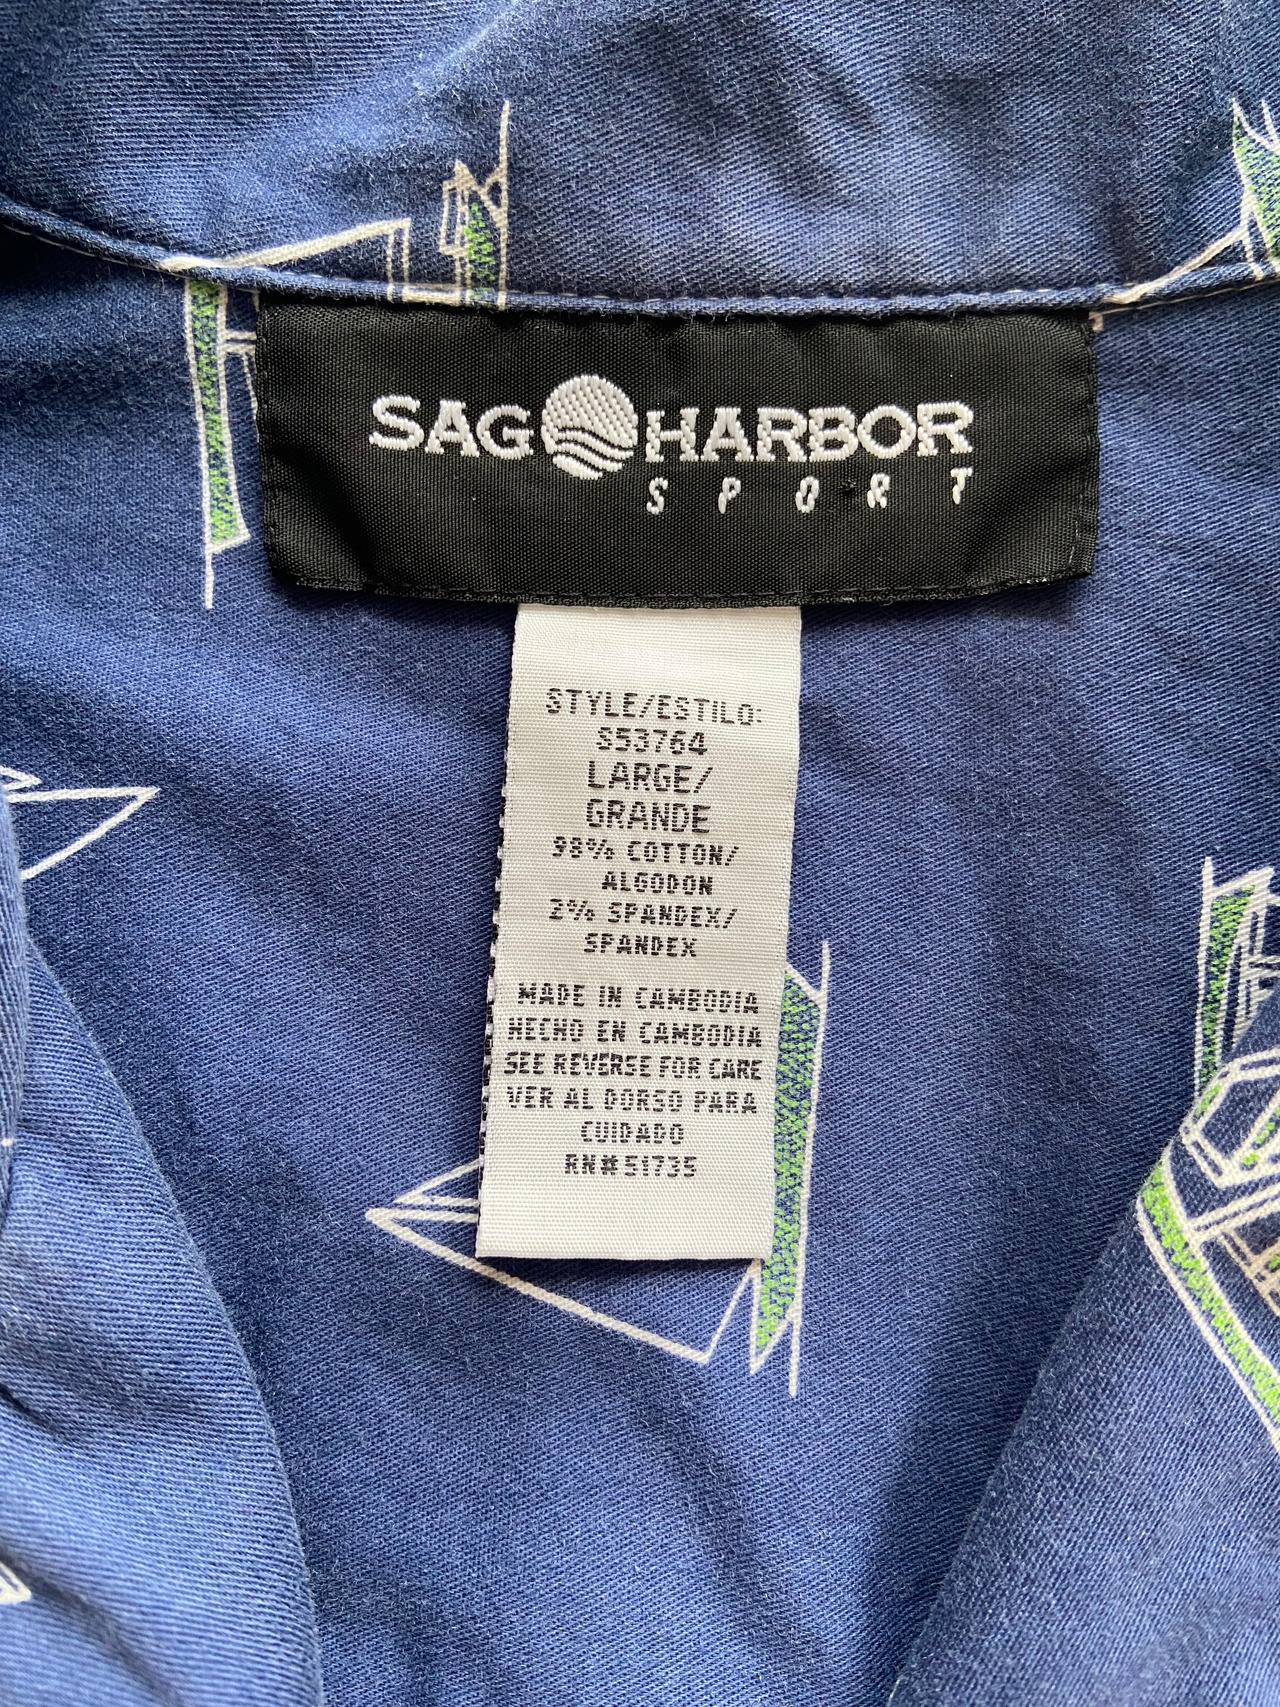 SAG HARBOR
SPORT
STYLE/ESTILO:
S53764
LARGE/
GRANDE
98% COTTON/
ALGODON
2% SPANDEX/
SPANDEX
MADE IN CAMBODIA
HECHO EN CAMBODIA
SEE REVERSE FOR CARE
VER AL DORSO PARA
CUIDADO
RN#51735